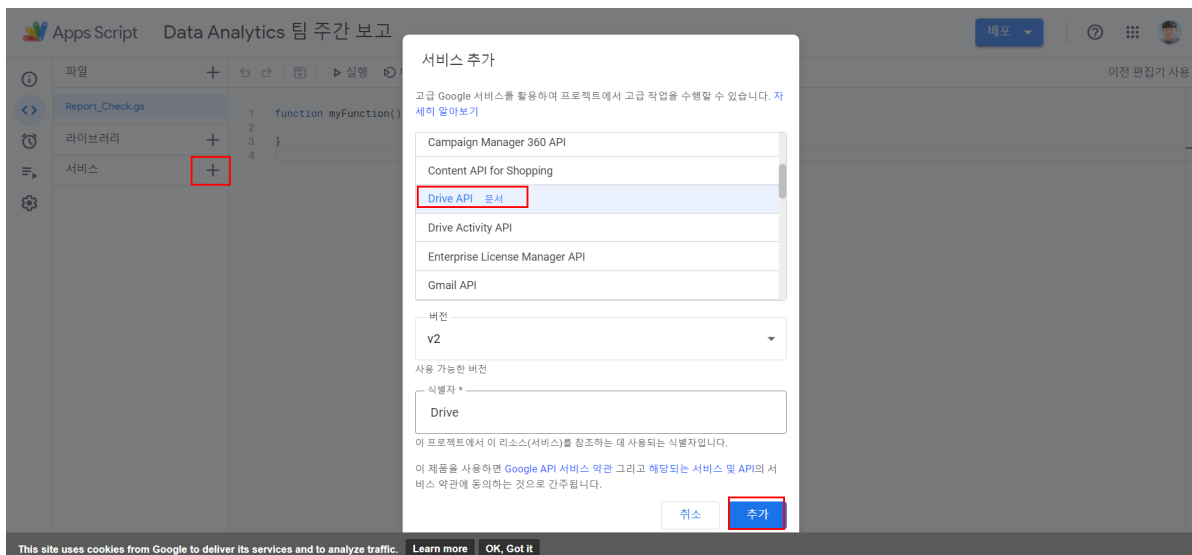 Apps Script Data Analytics 팀 주간 보고
배포
파일
실행
이전 편집기 사용
Report_Check.gs
라이브러리
서비스
1 function myFunction()
2
3 }
4
서비스 추가
고급 Google 서비스를 활용하여 프로젝트에서 고급 작업을 수행할 수 있습니다. 자
세히 알아보기
Campaign Manager 360 API
Content API for Shopping
Drive API 문서
Drive Activity API
Enterprise License Manager API
Gmail API
버전
v2
사용 가능한 버전
식별자 *
Drive
이 프로젝트에서 이 리소스(서비스)를 참조하는 데 사용되는 식별자입니다.
이 제품을 사용하면 Google API 서비스 약관 그리고 해당되는 서비스 및 API의 서
비스 약관에 동의하는 것으로 간주됩니다.
취소 추가
This site uses cookies from Google to deliver its services and to analyze traffic. Learn more OK, Got it